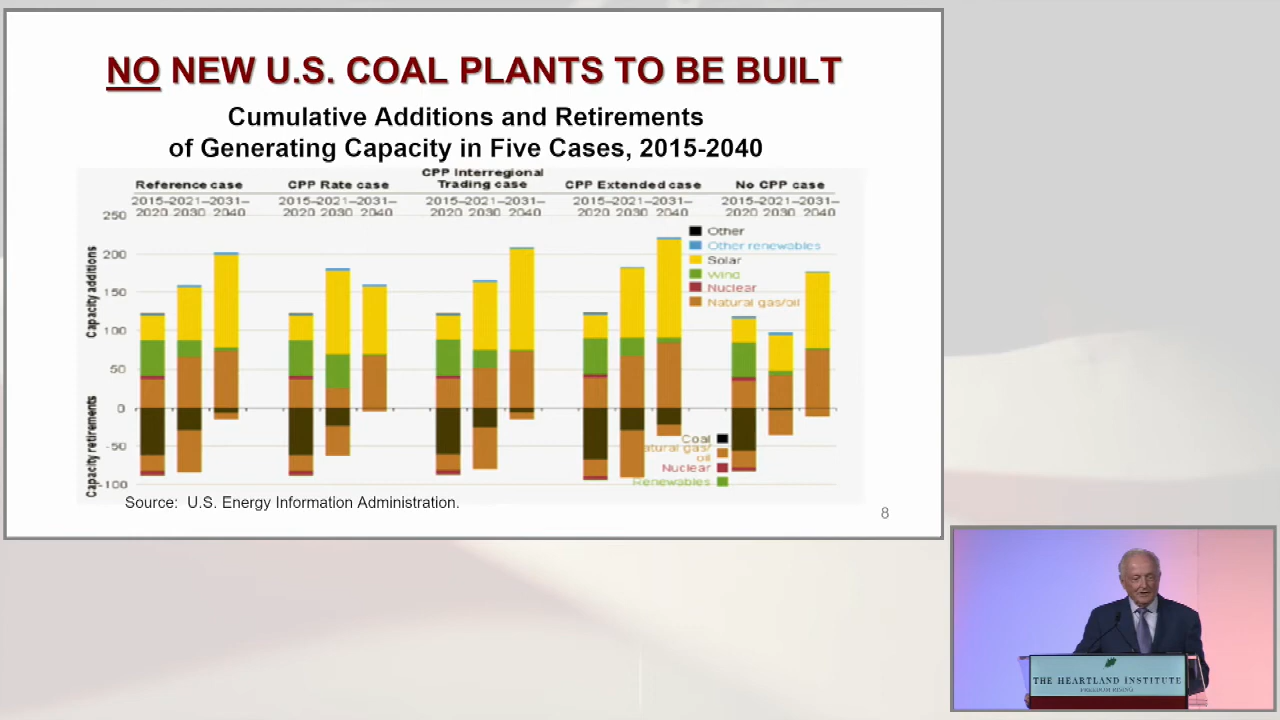 NO NEW U.S. COAL PLANTS TO BE BUILT
Cumulative Additions and Retirements
of Generating Capacity in Five Cases, 2015-2040
Reference case
CPP Rate case
CPP Interregional
Trading case
CPP Extended case
No CPP case
2015–2021–2031–
2020 2030 2040
2015–2021–2031–
2020 2030 2040
2015–2021–2031–
2020 2030 2040
2015–2021–2031–
2020 2030 2040
2015–2021–2031–
2020 2030 2040
Capacity additions
250
200
150
100
50
0
Capacity retirements
-50
-100
Other
Other renewables
Solar
Wind
Nuclear
Natural gas/oil
Coal
atural gas/
oil
Nuclear
Renewables
Source: U.S. Energy Information Administration.
8
THE HEARTLAND INSTITUTE
FREEDOM RISING